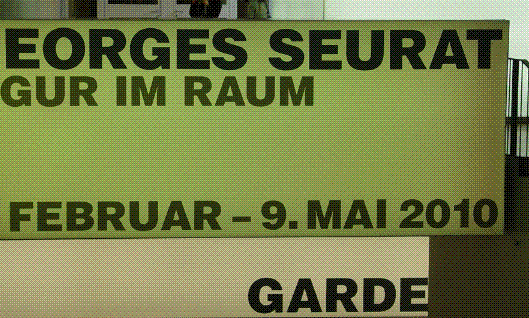 EORGES SEURAT
GUR IM RAUM
FEBRUAR – 9. MAI 2010
GARDE